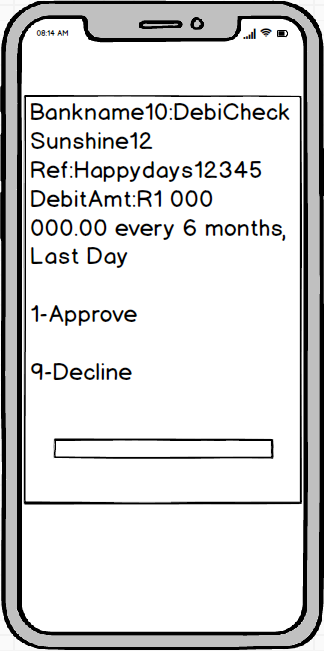 08:14 AM
Bankname10:DebiCheck
Sunshine12
Ref:Happydays12345
DebitAmt:R1 000
000.00 every 6 months,
Last Day
1-Approve
9-Decline